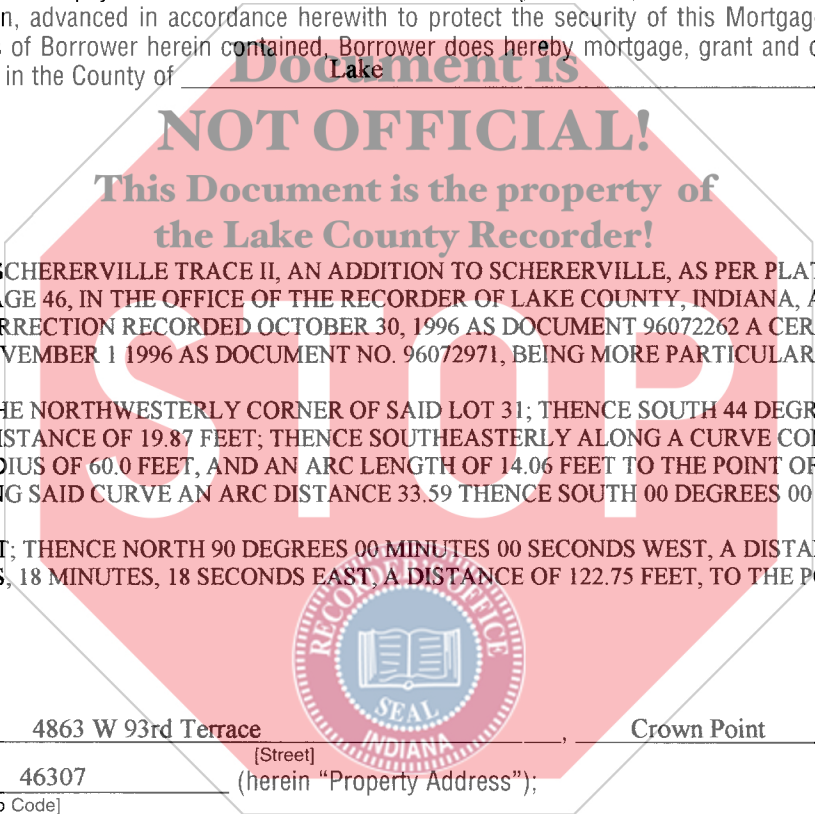 n, advanced in accordance herewith to protect the security of this Mortgag
s of Borrower herein contained, Borrower does hereby mortgage, grant and c
in the County of Lake
Document is
NOT OFFICIAL!
This Document is the property of
the Lake County Recorder!
SCHERERVILLE TRACE II, AN ADDITION TO SCHERERVILLE, AS PER PLAT
AGE 46, IN THE OFFICE OF THE RECORDER OF LAKE COUNTY, INDIANA, A
RRECTION RECORDED OCTOBER 30, 1996 AS DOCUMENT 96072262 A CER
VEMBER 1 1996 AS DOCUMENT NO. 96072971, BEING MORE PARTICULAR
STOP
HE NORTHWESTERLY CORNER OF SAID LOT 31; THENCE SOUTH 44 DEGR
ISTANCE OF 19.87 FEET; THENCE SOUTHEASTERLY ALONG A CURVE CO
DIUS OF 60.0 FEET, AND AN ARC LENGTH OF 14.06 FEET TO THE POINT OF
NG SAID CURVE AN ARC DISTANCE 33.59 THENCE SOUTH 00 DEGREES 00
T; THENCE NORTH 90 DEGREES 00 MINUTES 00 SECONDS WEST, A DISTA
S, 18 MINUTES, 18 SECONDS EAST, A DISTANCE OF 122.75 FEET, TO THE P
RECORDER'S OFFICE
SEAL
INDIANA
4863 W 93rd Terrace , Crown Point
[Street]
46307 (herein "Property Address");
p Code]